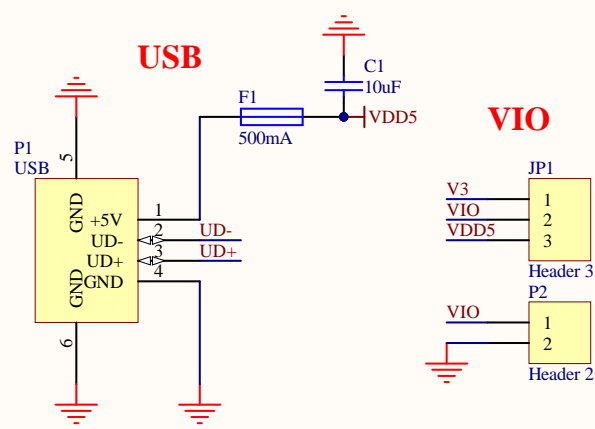 USB
C1
10uF
F1
500mA
VDD5
VIO
P1
USB
5
GND
+5V
1
UD-
2
UD-
UD+
3
UD+
GND
4
GND
6
JP1
V3
1
VIO
2
VDD5
3
Header 3
P2
VIO
1
2
Header 2